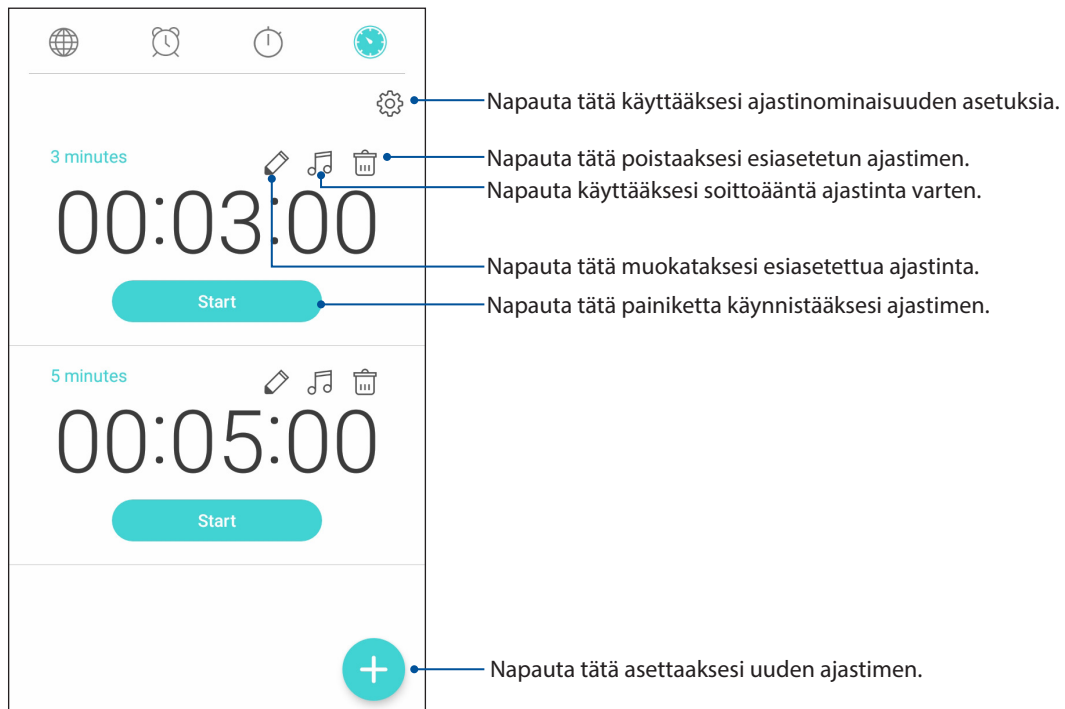 Napauta tätä käyttääksesi ajastinominaisuuden asetuksia.
3 minutes
Napauta tätä poistaaksesi esiasetetun ajastimen.
Napauta käyttääksesi soittoääntä ajastinta varten.
00:03:00
Napauta tätä muokataksesi esiasetettua ajastinta.
Start
Napauta tätä painiketta käynnistääksesi ajastimen.
5 minutes
00:05:00
Start
Napauta tätä asettaaksesi uuden ajastimen.